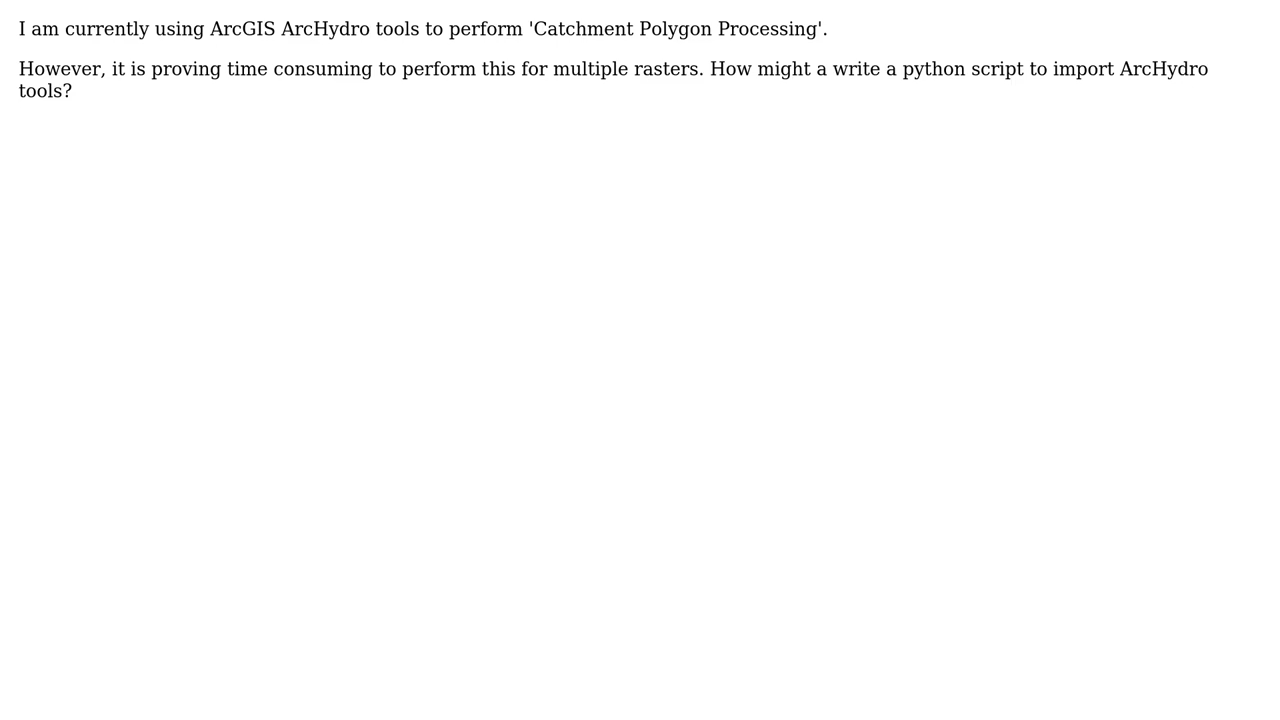 I am currently using ArcGIS ArcHydro tools to perform 'Catchment Polygon Processing'.
However, it is proving time consuming to perform this for multiple rasters. How might a write a python script to import ArcHydro
tools?